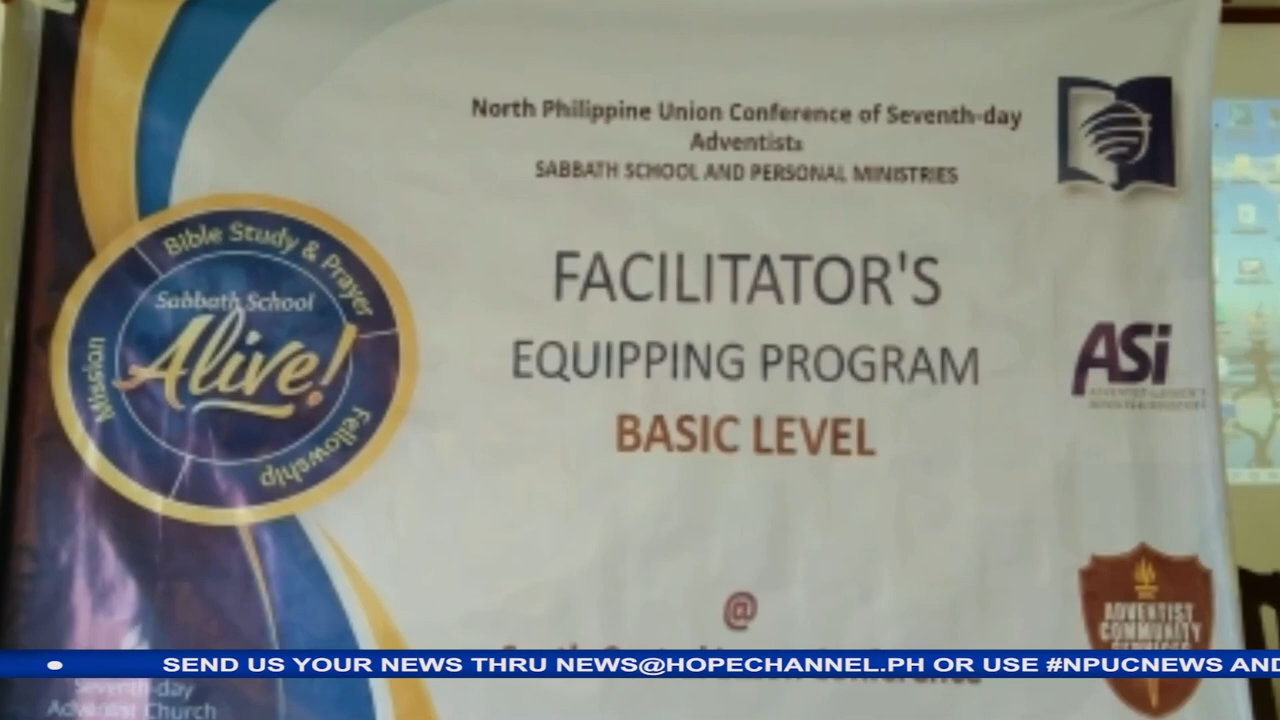 North Philippine Union Conference of Seventh-day
Adventists
SABBATH SCHOOL AND PERSONAL MINISTRIES
Bible Study & Prayer
Sabbath School
Alive!
Mission
Fellowship
FACILITATOR'S
EQUIPPING PROGRAM
BASIC LEVEL
ASi
@
ADVENTIST
COMMUNITY
SERVICES
Conference
SEND US YOUR NEWS THRU NEWS@HOPECHANNEL.PH OR USE #NPUCNEWS AND
Seventh-day
Adventist Church